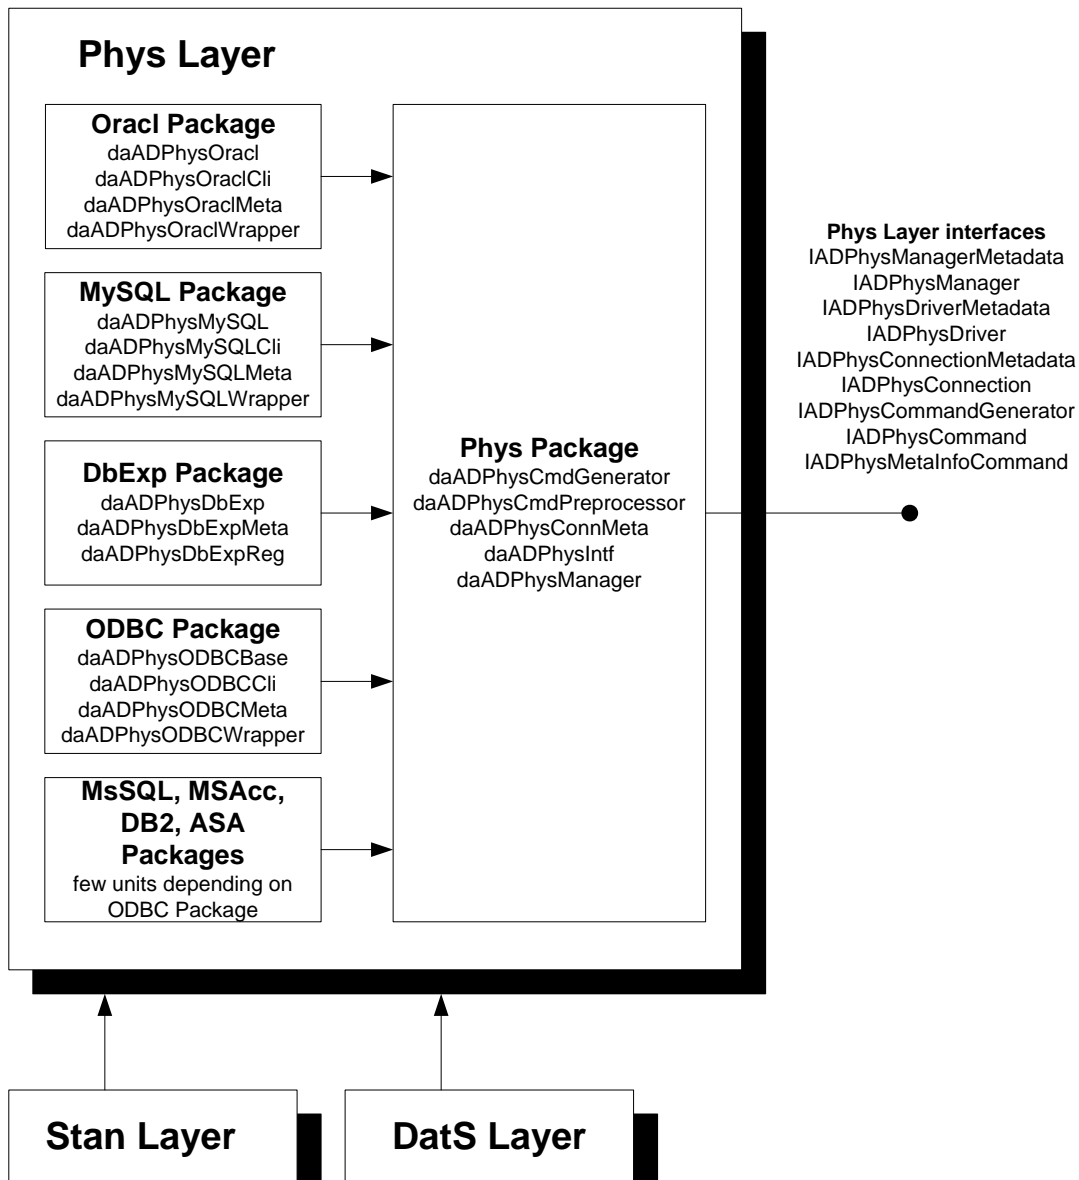 Phys Layer
Oracl Package
daADPhysOracl
daADPhysOraclCli
daADPhysOraclMeta
daADPhysOraclWrapper
MySQL Package
daADPhysMySQL
daADPhysMySQLCli
daADPhysMySQLMeta
daADPhysMySQLWrapper
DbExp Package
daADPhysDbExp
daADPhysDbExpMeta
daADPhysDbExpReg
ODBC Package
daADPhysODBCBase
daADPhysODBCCli
daADPhysODBCMeta
daADPhysODBCWrapper
MsSQL, MSAcc,
DB2, ASA
Packages
few units depending on
ODBC Package
Phys Package
daADPhysCmdGenerator
daADPhysCmdPreprocessor
daADPhysConnMeta
daADPhysIntf
daADPhysManager
Phys Layer interfaces
IADPhysManagerMetadata
IADPhysManager
IADPhysDriverMetadata
IADPhysDriver
IADPhysConnectionMetadata
IADPhysConnection
IADPhysCommandGenerator
IADPhysCommand
IADPhysMetaInfoCommand
Stan Layer
DatS Layer